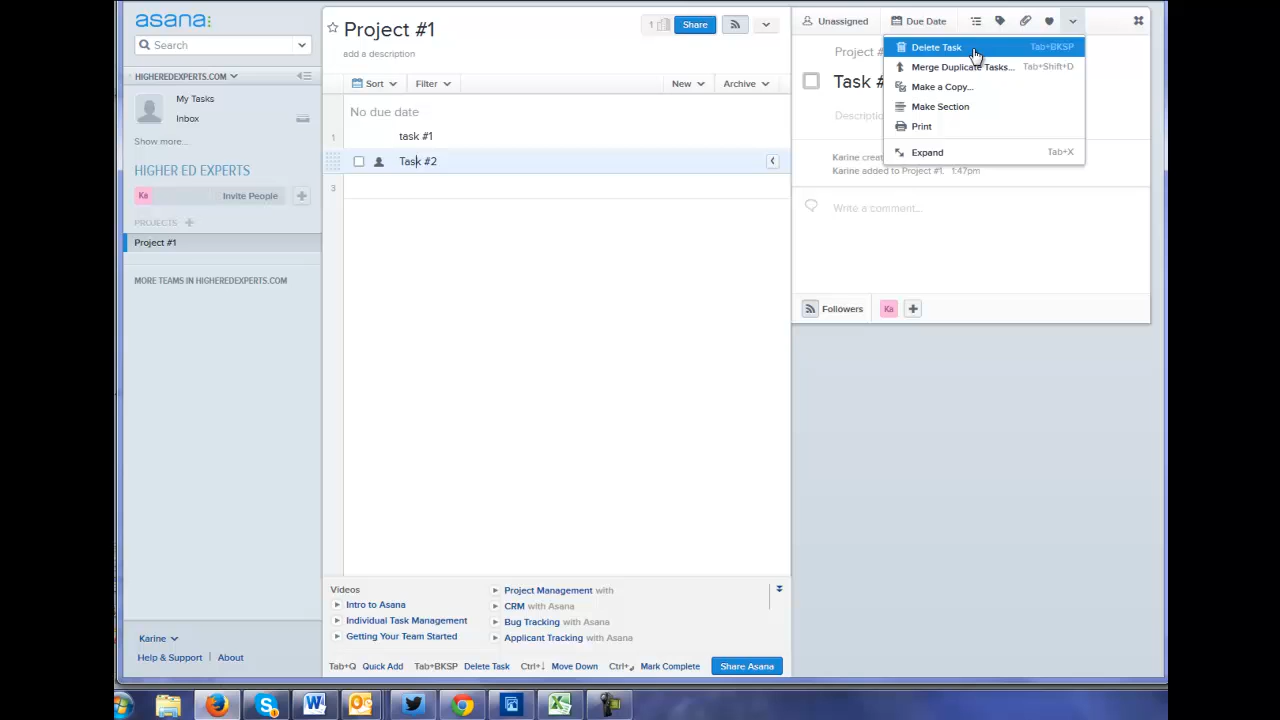 asana:
Search
HIGHEREDEXPERTS.COM
My Tasks
Inbox
Show more...
HIGHER ED EXPERTS
Ka
Invite People
PROJECTS
Project #1
MORE TEAMS IN HIGHEREDEXPERTS.COM
Karine
Help & Support
About
Project #1
1
Share
add a description
Sort
Filter
New
Archive
No due date
1 task #1
Task #2
3
Videos
Intro to Asana
Individual Task Management
Getting Your Team Started
Project Management with
CRM with Asana
Bug Tracking with Asana
Applicant Tracking with Asana
Tab+Q Quick Add Tab+BKSP Delete Task Ctrl+↓ Move Down Ctrl+↵ Mark Complete Share Asana
Unassigned
Due Date
Project #
Task #
Delete Task Tab+BKSP
Merge Duplicate Tasks... Tab+Shift+D
Make a Copy...
Make Section
Print
Expand Tab+X
Karine
Karine added to Project #1. 1:47pm
Write a comment...
Followers
Ka